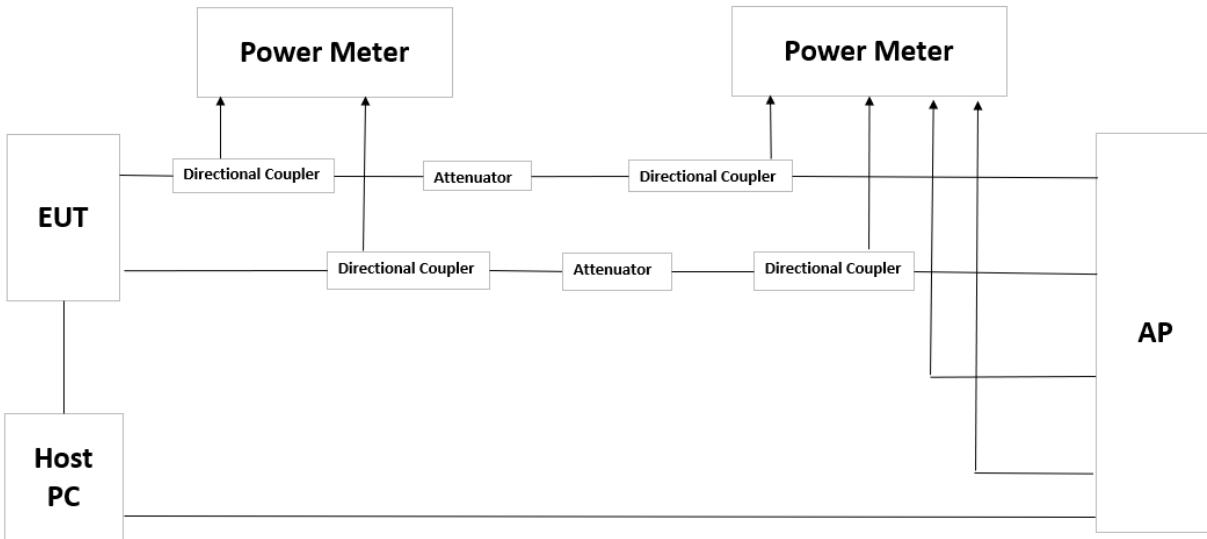 Power Meter
Power Meter
Directional Coupler
Attenuator
Directional Coupler
EUT
Directional Coupler
Attenuator
Directional Coupler
AP
Host
PC